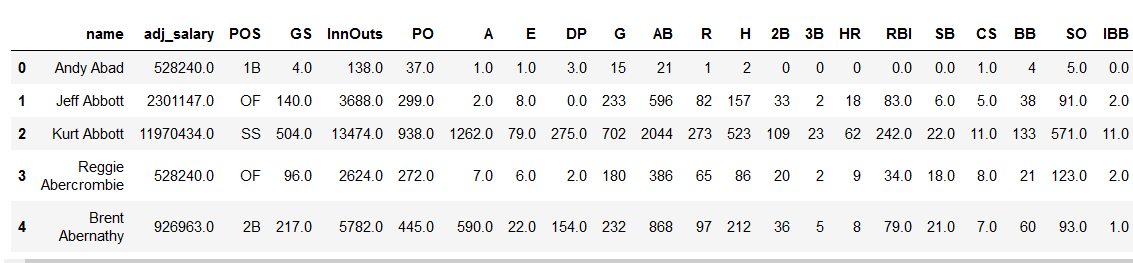 name adj_salary POS GS InnOuts PO A E DP G AB R H 2B 3B HR RBI SB CS BB SO IBB
0 Andy Abad 528240.0 1B 4.0 138.0 37.0 1.0 1.0 3.0 15 21 1 2 0 0 0 0.0 0.0 1.0 4 5.0 0.0
1 Jeff Abbott 2301147.0 OF 140.0 3688.0 299.0 2.0 8.0 0.0 233 596 82 157 33 2 18 83.0 6.0 5.0 38 91.0 2.0
2 Kurt Abbott 11970434.0 SS 504.0 13474.0 938.0 1262.0 79.0 275.0 702 2044 273 523 109 23 62 242.0 22.0 11.0 133 571.0 11.0
3 Reggie Abercrombie 528240.0 OF 96.0 2624.0 272.0 7.0 6.0 2.0 180 386 65 86 20 2 9 34.0 18.0 8.0 21 123.0 2.0
4 Brent Abernathy 926963.0 2B 217.0 5782.0 445.0 590.0 22.0 154.0 232 868 97 212 36 5 8 79.0 21.0 7.0 60 93.0 1.0